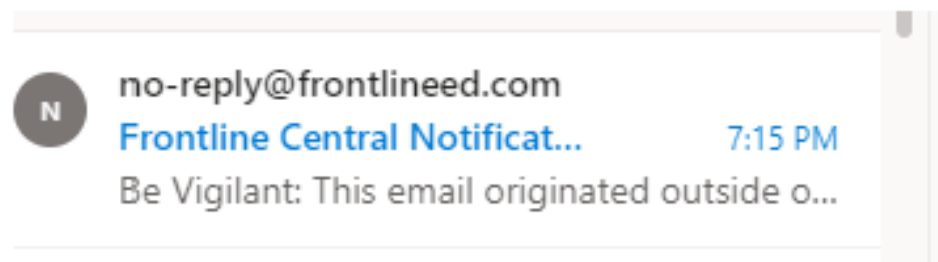 no-reply@frontlineed.com
N
Frontline Central Notificat... 7:15 PM
Be Vigilant: This email originated outside o...